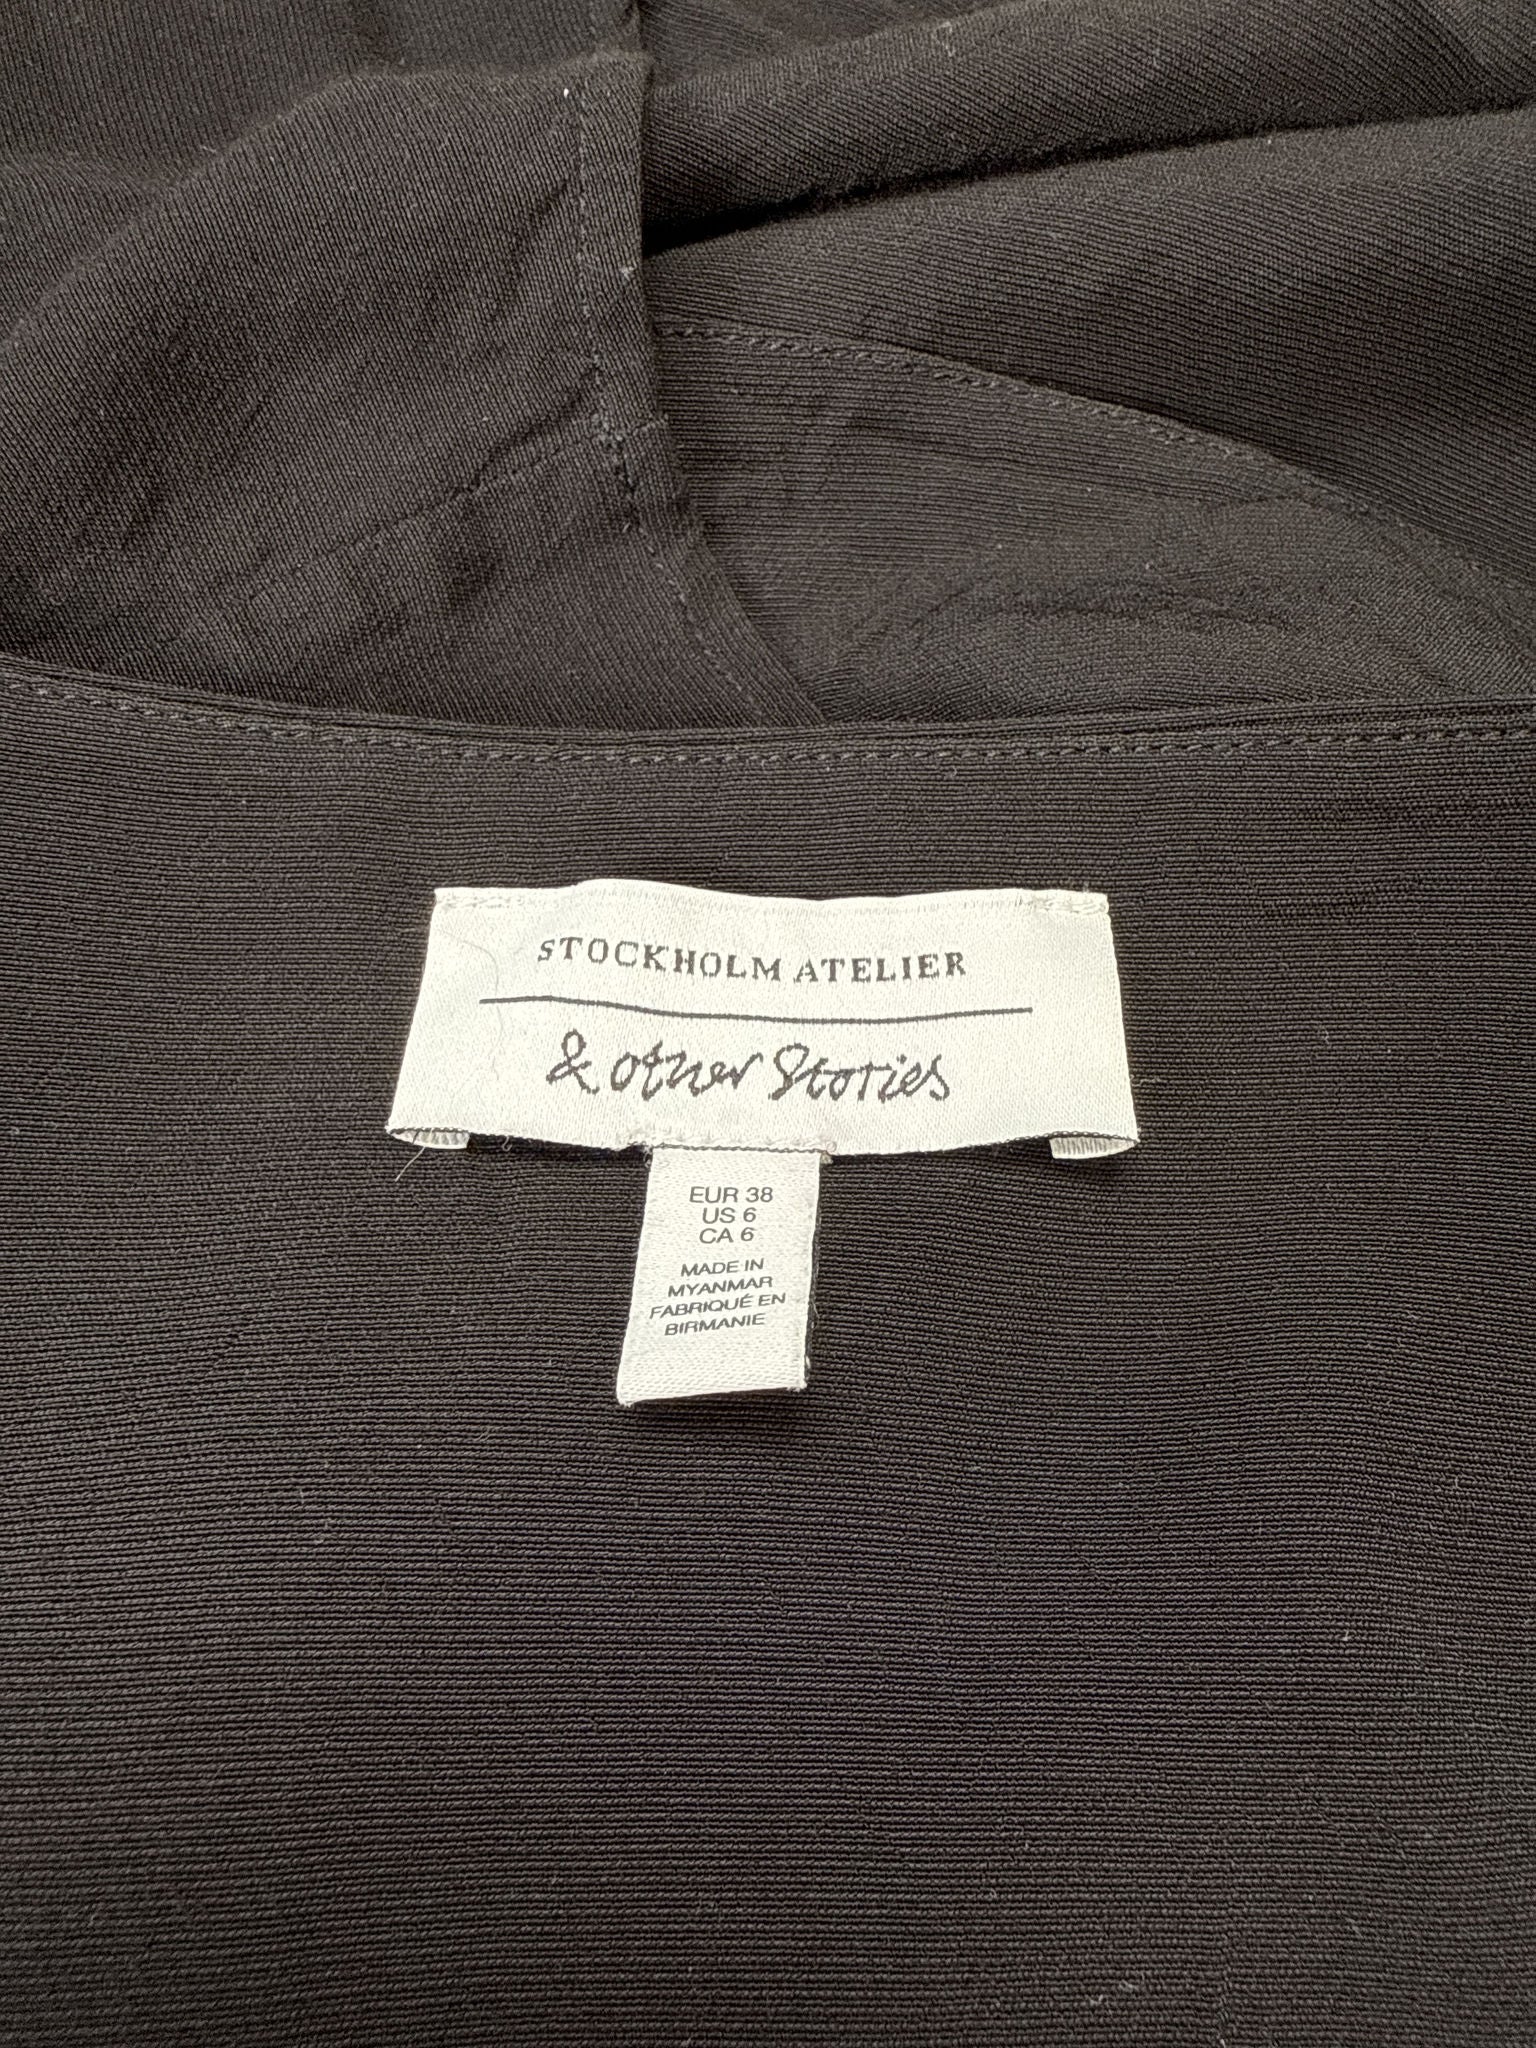 STOCKHOLM ATELIER
& other Stories
EUR 38
US 6
CA 6
MADE IN
MYANMAR
FABRIQUÉ EN
BIRMANIE